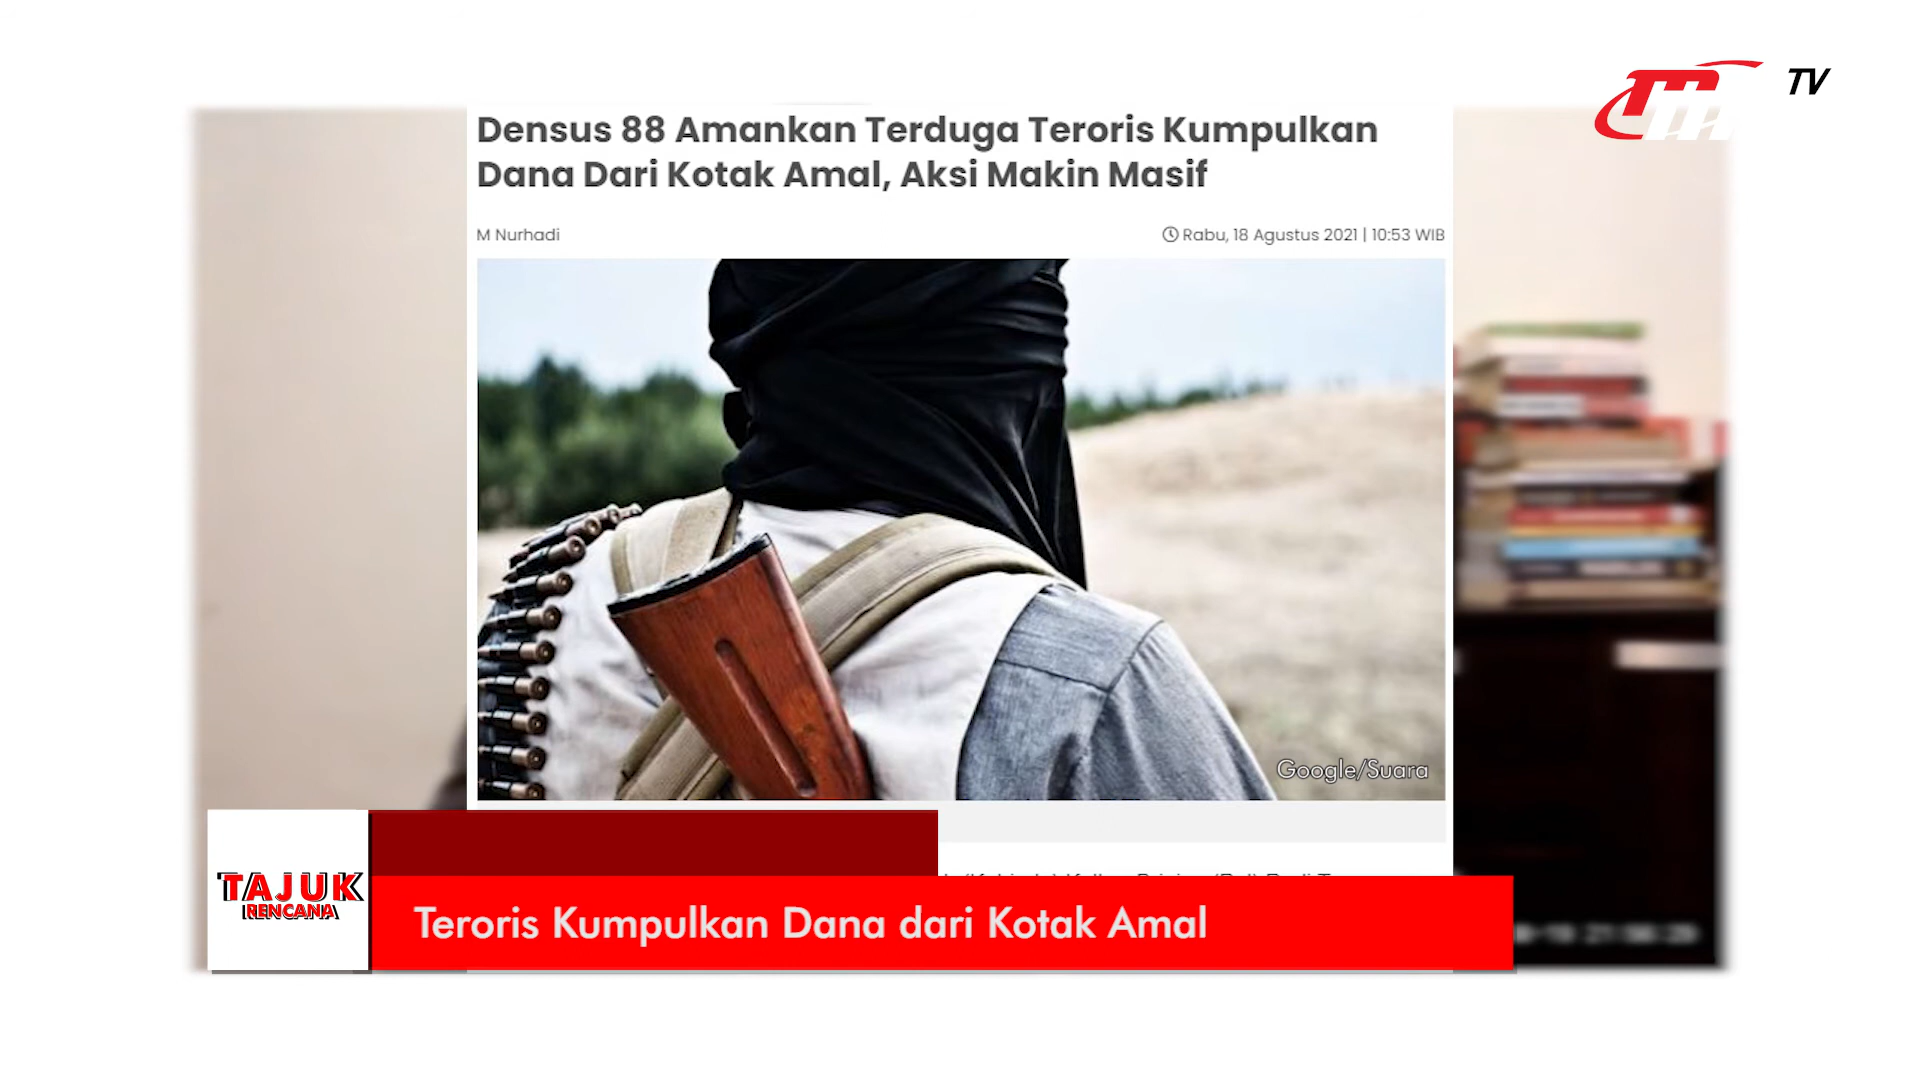 TV
Densus 88 Amankan Terduga Teroris Kumpulkan
Dana Dari Kotak Amal, Aksi Makin Masif
M Nurhadi
Rabu, 18 Agustus 2021 | 10:53 WIB
Google/Suara
TAJUK
RENCANA
Teroris Kumpulkan Dana dari Kotak Amal